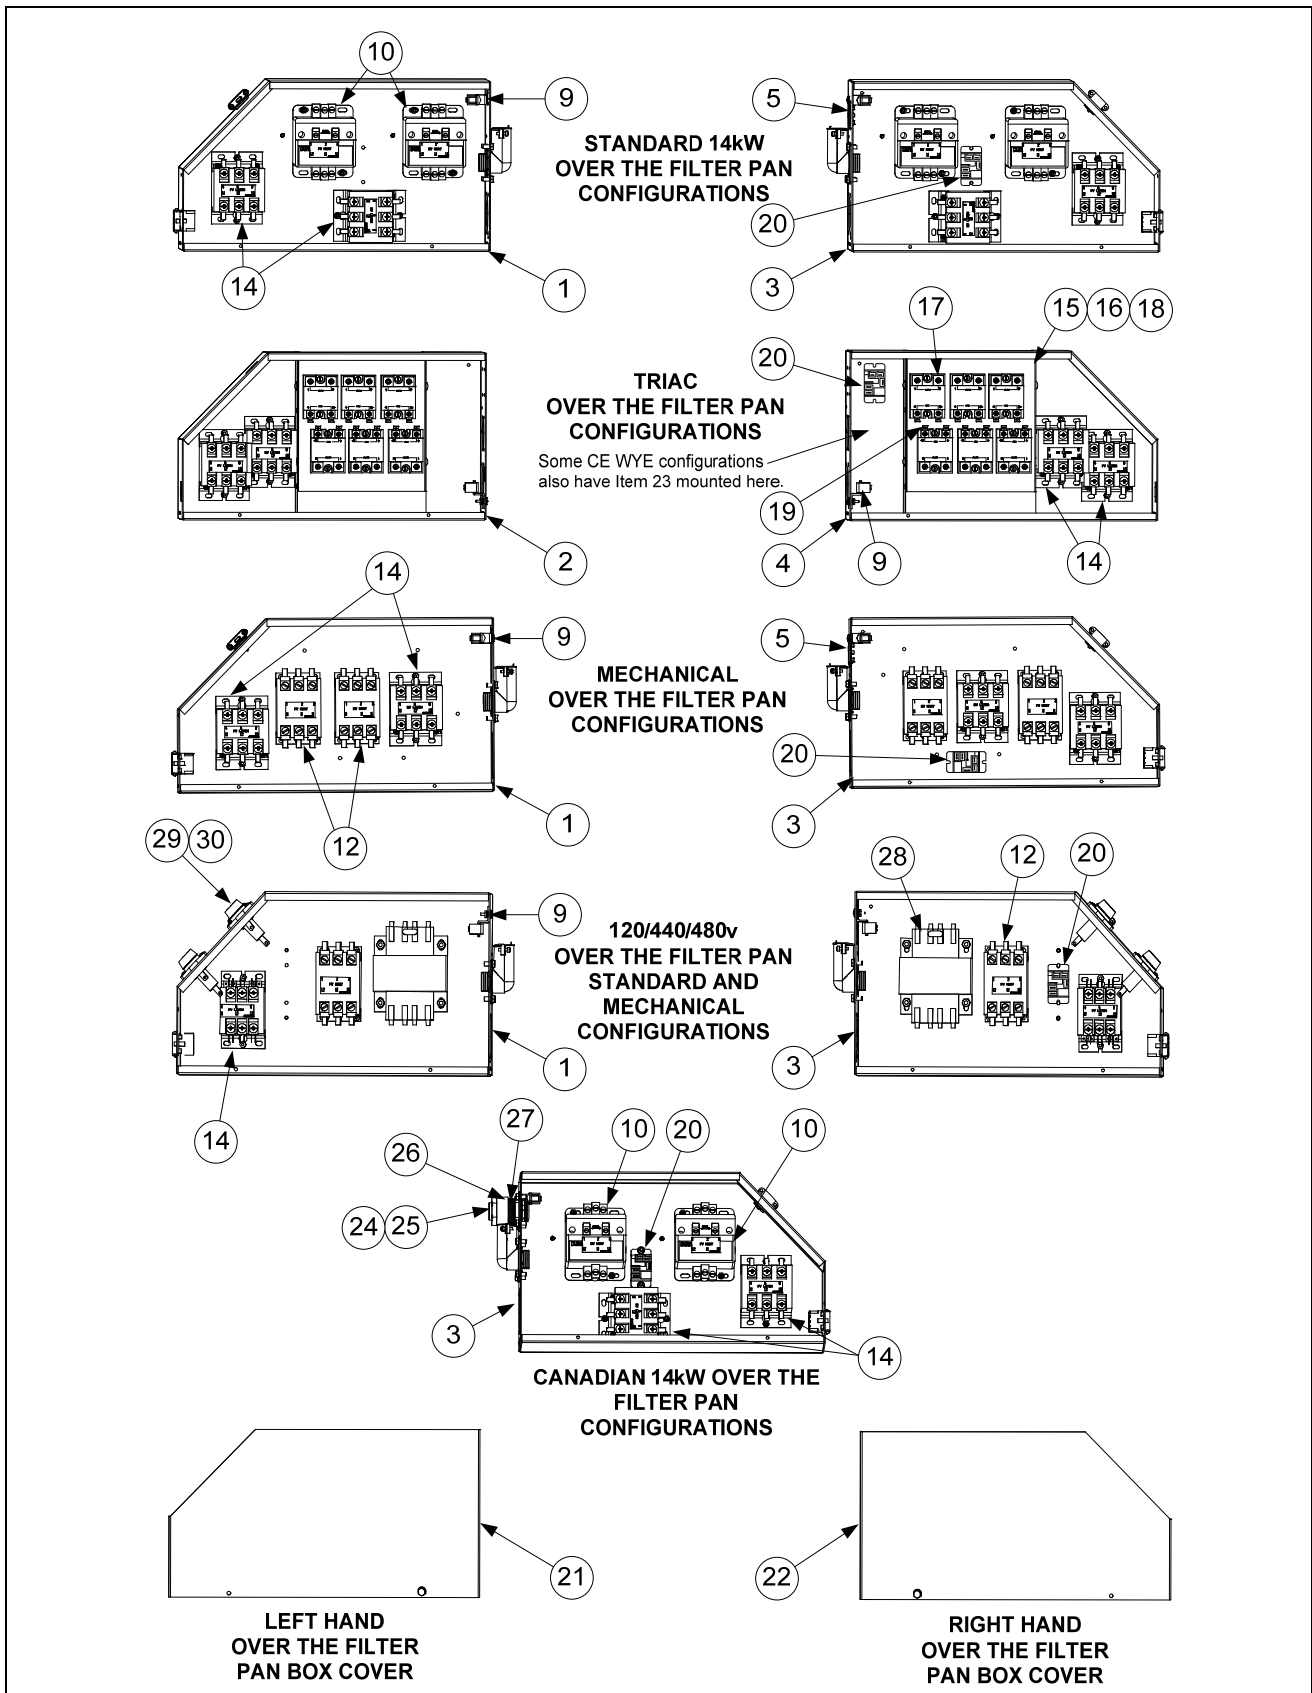 10
9
5
STANDARD 14kW
OVER THE FILTER PAN
CONFIGURATIONS
20
14
1
3
17
15
16
18
20
TRIAC
OVER THE FILTER PAN
CONFIGURATIONS
Some CE WYE configurations
also have Item 23 mounted here.
19
2
4
9
14
14
9
5
MECHANICAL
OVER THE FILTER PAN
CONFIGURATIONS
20
12
1
3
29
30
28
12
20
9
120/440/480v
OVER THE FILTER PAN
STANDARD AND
MECHANICAL
CONFIGURATIONS
14
1
3
27
10
20
10
26
24
25
3
14
CANADIAN 14kW OVER THE
FILTER PAN
CONFIGURATIONS
21
22
LEFT HAND
OVER THE FILTER
PAN BOX COVER
RIGHT HAND
OVER THE FILTER
PAN BOX COVER